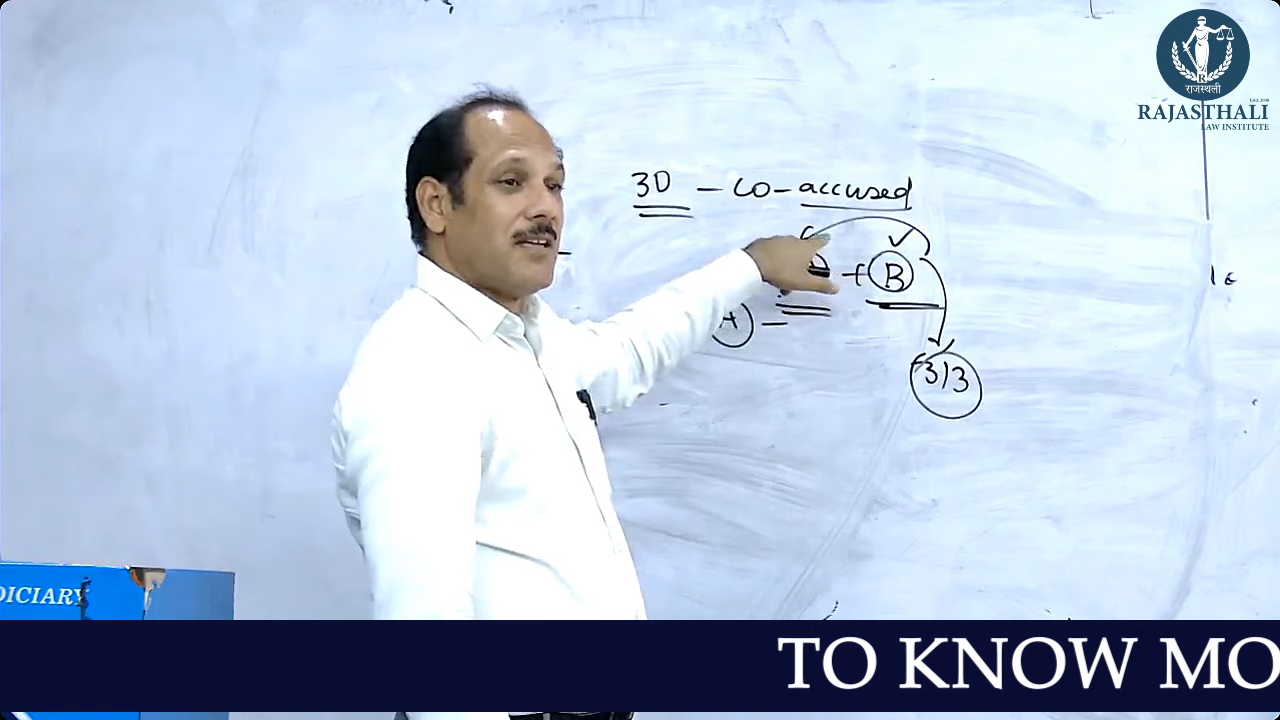 राजस्थली
RAJASTHALI
LAW INSTITUTE
30 - CO-accused
+ B
A -
313
DICIARY
TO KNOW MO